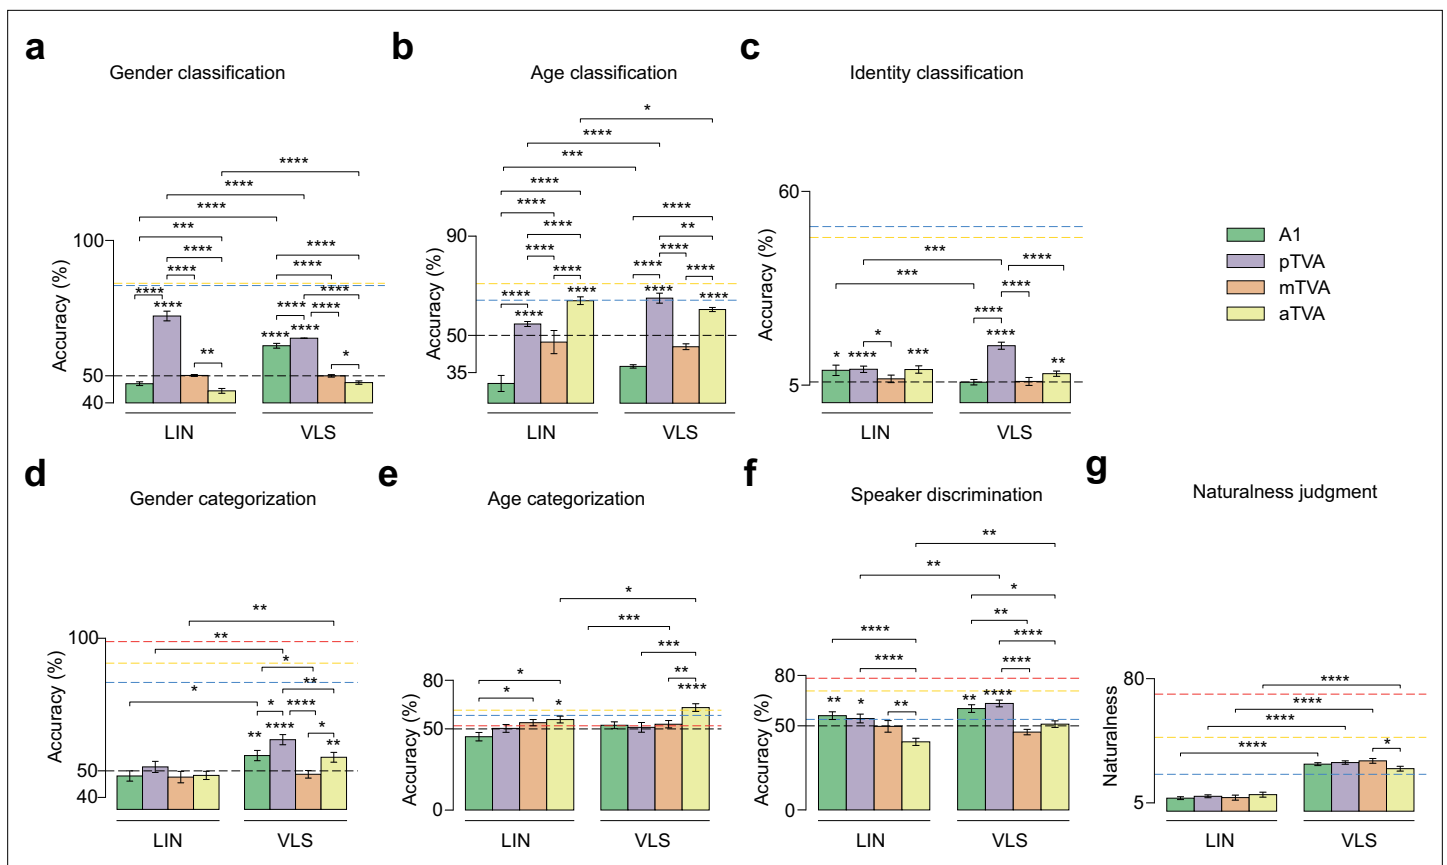 a
Gender classification
Accuracy (%)
100
50
40
****
****
****
***
****
****
****
****
**
****
****
****
****
****
****
****
*
LIN
VLS
b
Age classification
Accuracy (%)
90
50
35
*
****
***
****
****
****
****
****
****
****
****
****
**
****
****
****
****
****
LIN
VLS
c
Identity classification
Accuracy (%)
60
5
***
***
****
****
****
****
*
*
****
***
**
LIN
VLS
A1
pTVA
mTVA
aTVA
d
Gender categorization
Accuracy (%)
100
50
40
**
**
*
*
**
*
****
**
****
*
**
LIN
VLS
e
Age categorization
Accuracy (%)
80
50
0
*
***
***
*
**
*
*
****
LIN
VLS
f
Speaker discrimination
Accuracy (%)
80
50
0
**
**
*
**
****
****
****
****
**
*
**
**
****
LIN
VLS
g
Naturalness judgment
Naturalness
80
5
****
****
****
****
*
LIN
VLS